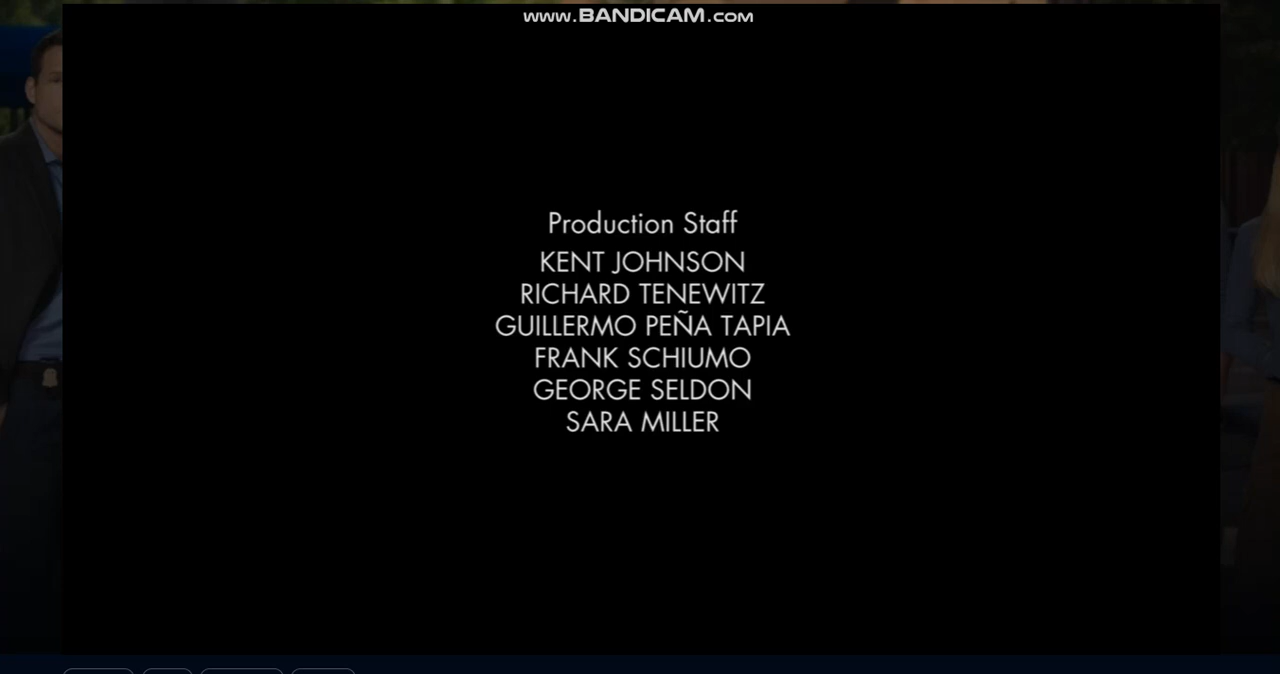 www.BANDICAM.com
Production Staff
KENT JOHNSON
RICHARD TENEWITZ
GUILLERMO PEÑA TAPIA
FRANK SCHIUMO
GEORGE SELDON
SARA MILLER